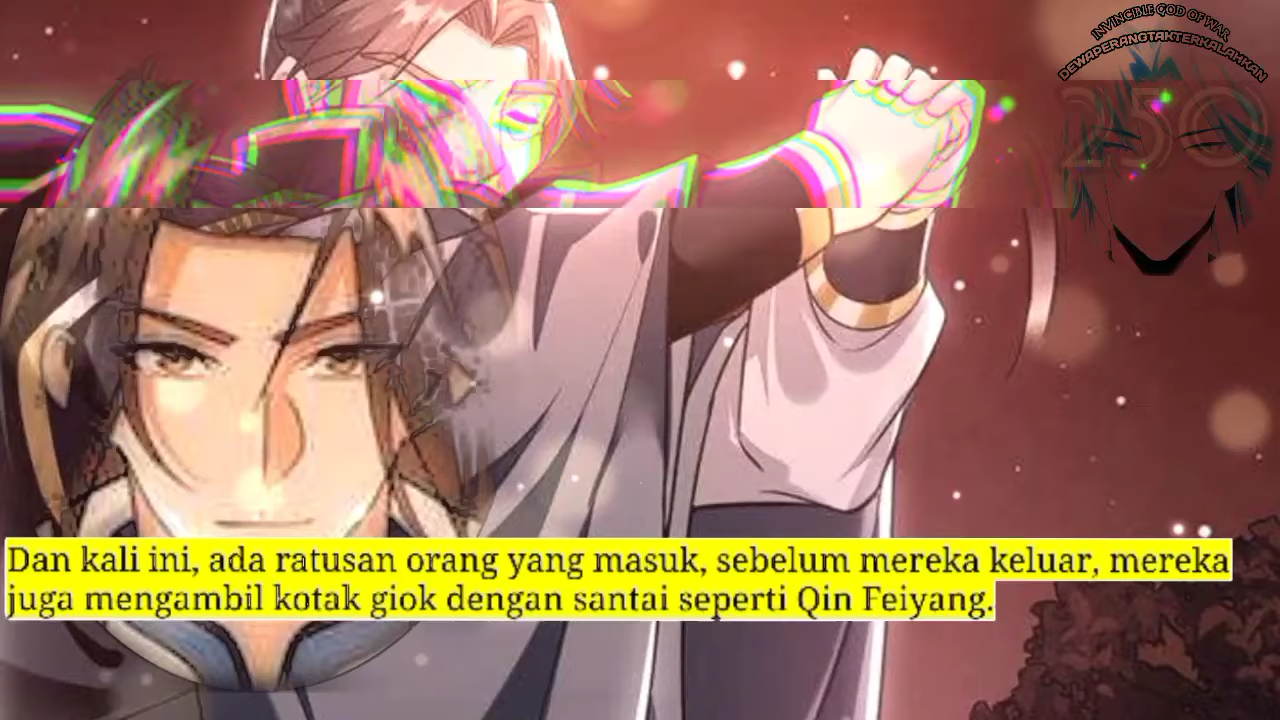 INVINCIBLE GOD OF WAR
DEWAPERANGTAKTERKALAHKAN
250
Dan kali ini, ada ratusan orang yang masuk, sebelum mereka keluar, mereka
juga mengambil kotak giok dengan santai seperti Qin Feiyang.